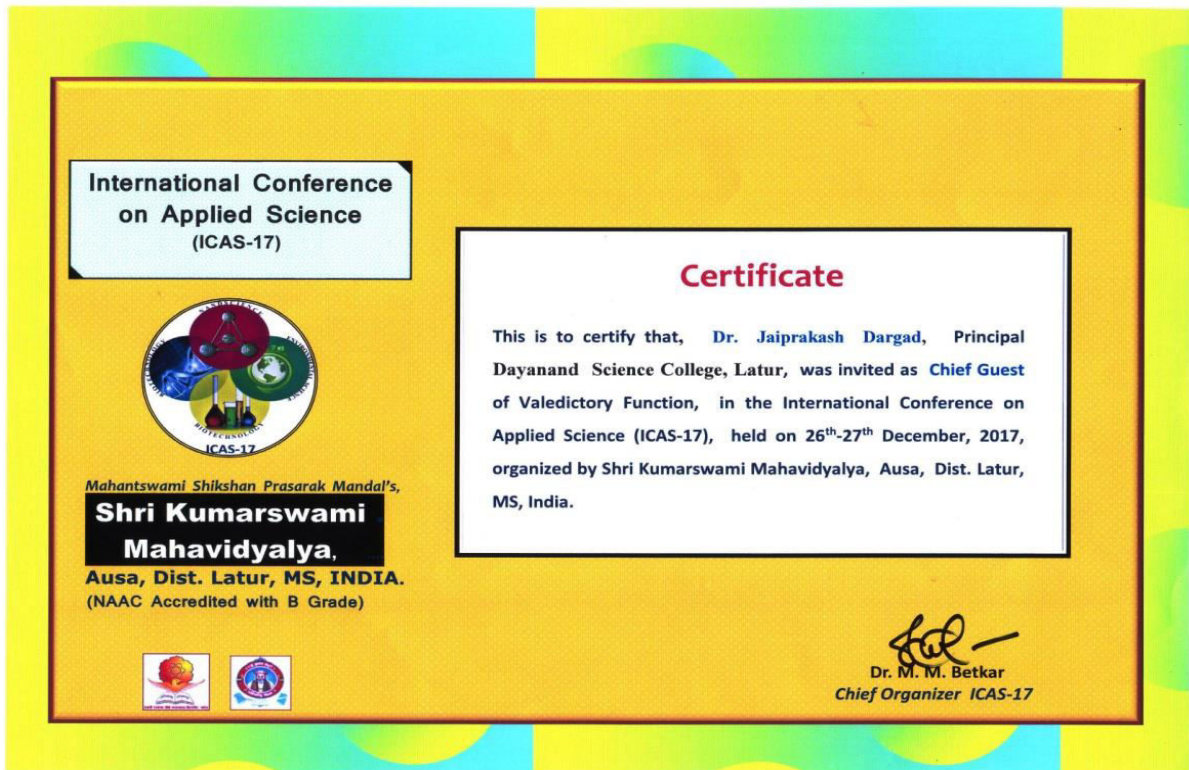 International Conference
on Applied Science
(ICAS-17)
NANOSCIENCE
BIOTECHNOLOGY
ICAS-17
Mahantswami Shikshan Prasarak Mandal's,
Shri Kumarswami
Mahavidyalya,
Ausa, Dist. Latur, MS, INDIA.
(NAAC Accredited with B Grade)
Certificate
This is to certify that, Dr. Jaiprakash Dargad, Principal
Dayanand Science College, Latur, was invited as Chief Guest
of Valedictory Function, in the International Conference on
Applied Science (ICAS-17), held on 26th-27th December, 2017,
organized by Shri Kumarswami Mahavidyalya, Ausa, Dist. Latur,
MS, India.
Dr. M. M. Betkar
Chief Organizer ICAS-17